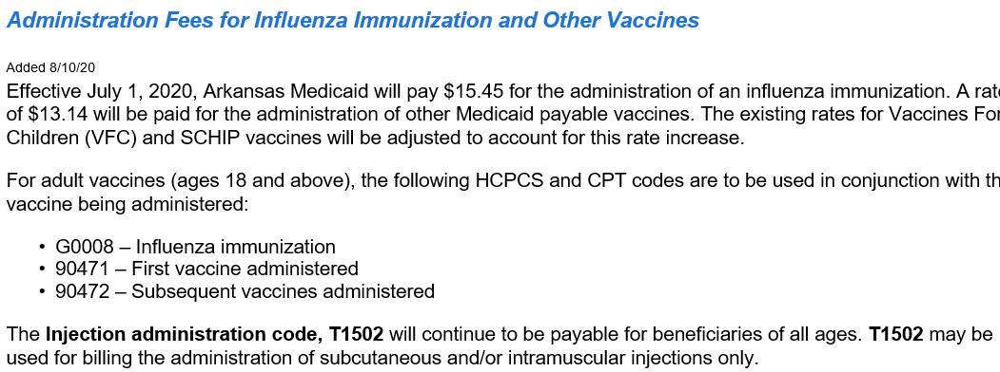 Administration Fees for Influenza Immunization and Other Vaccines
Added 8/10/20
Effective July 1, 2020, Arkansas Medicaid will pay $15.45 for the administration of an influenza immunization. A
of $13.14 will be paid for the administration of other Medicaid payable vaccines. The existing rates for Vaccines For
Children (VFC) and SCHIP vaccines will be adjusted to account for this rate increase.
For adult vaccines (ages 18 and above), the following HCPCS and CPT codes are to be used in conjunction with
vaccine being administered:
• G0008 – Influenza immunization
• 90471 – First vaccine administered
• 90472 – Subsequent vaccines administered
The Injection administration code, T1502 will continue to be payable for beneficiaries of all ages. T1502 may be
used for billing the administration of subcutaneous and/or intramuscular injections only.